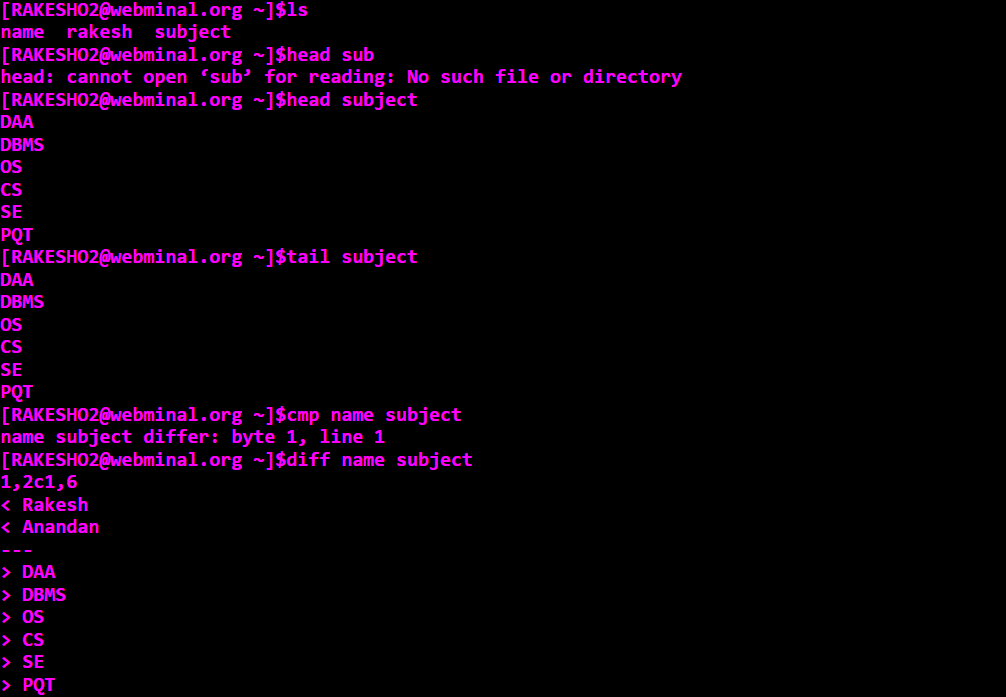 [RAKESHO2@webminal.org ~]$ls
name  rakesh  subject
[RAKESHO2@webminal.org ~]$head sub
head: cannot open ‘sub’ for reading: No such file or directory
[RAKESHO2@webminal.org ~]$head subject
DAA
DBMS
OS
CS
SE
PQT
[RAKESHO2@webminal.org ~]$tail subject
DAA
DBMS
OS
CS
SE
PQT
[RAKESHO2@webminal.org ~]$cmp name subject
name subject differ: byte 1, line 1
[RAKESHO2@webminal.org ~]$diff name subject
1,2c1,6
< Rakesh
< Anandan
---
> DAA
> DBMS
> OS
> CS
> SE
> PQT